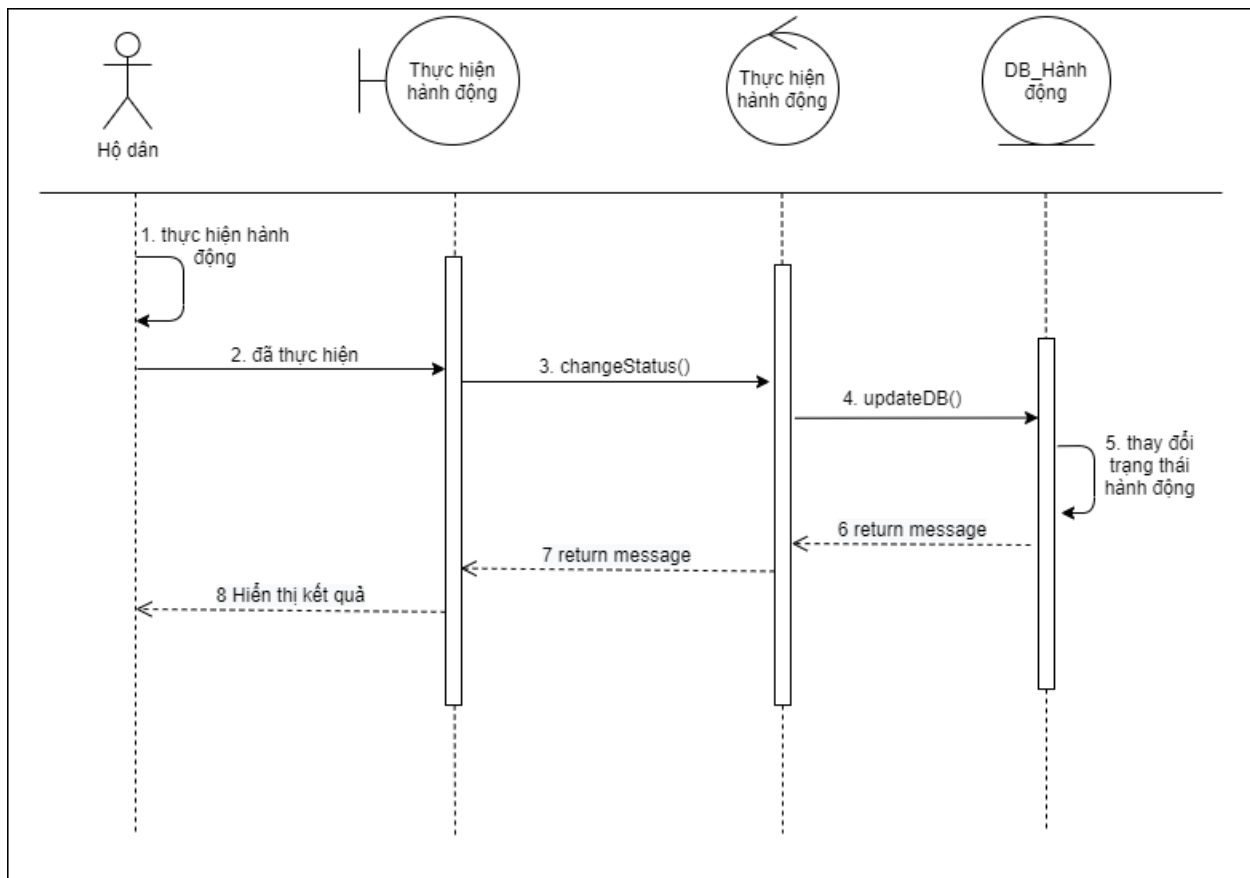 Thực hiện
hành động
Thực hiện
hành động
DB_Hành
động
Hộ dân
1. thực hiện hành
động
2. đã thực hiện
3. changeStatus()
4. updateDB()
5. thay đổi
trạng thái
hành động
6 return message
7 return message
8 Hiển thị kết quả